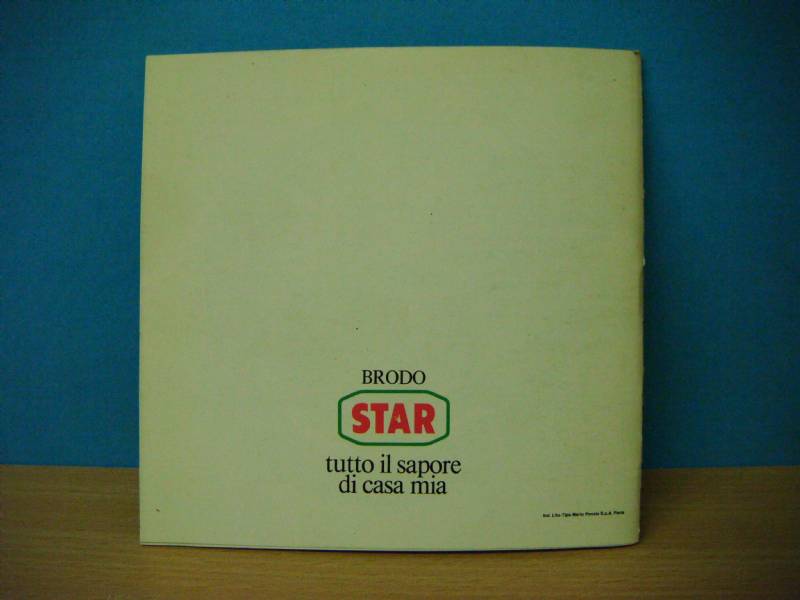 BRODO
STAR
tutto il sapore
di casa mia